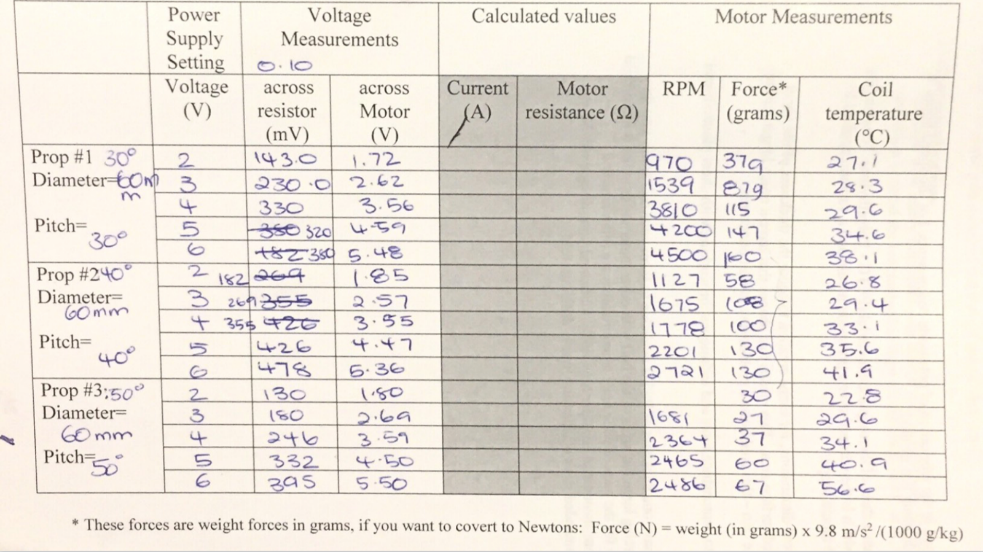 Power Supply Setting | Voltage Measurements 0.10 | Calculated values | Motor Measurements
Voltage (V) | across resistor (mV) | across Motor (V) | Current (A) | Motor resistance (Ω) | RPM | Force* (grams) | Coil temperature (°C)
Prop #1 30° | 2 | 143.0 | 1.72 | 970 | 37g | 27.1
Diameter=60mm | 3 | 230.0 | 2.62 | 1539 | 87g | 28.3
4 | 330 | 3.56 | 3810 | 115 | 29.6
Pitch= 30° | 5 | 380 320 | 4.59 | 4200 | 147 | 34.6
6 | 182 380 | 5.48 | 4500 | 160 | 38.1
Prop #2 40° | 2 | 182 269 | 1.85 | 1127 | 58 | 26.8
Diameter= 60mm | 3 | 269 355 | 2.57 | 1675 | 108 | 29.4
4 | 355 426 | 3.55 | 1778 | 100 | 33.1
Pitch= 40° | 5 | 426 | 4.47 | 2201 | 130 | 35.6
6 | 478 | 5.36 | 2721 | 130 | 41.9
Prop #3: 50° | 2 | 130 | 1.80 | 30 | 22.8
Diameter= | 3 | 180 | 2.69 | 1681 | 27 | 29.6
60mm | 4 | 246 | 3.59 | 2364 | 37 | 34.1
Pitch= 50° | 5 | 332 | 4.50 | 2465 | 60 | 40.9
6 | 395 | 5.50 | 2486 | 67 | 56.6
* These forces are weight forces in grams, if you want to covert to Newtons: Force (N) = weight (in grams) x 9.8 m/s² /(1000 g/kg)